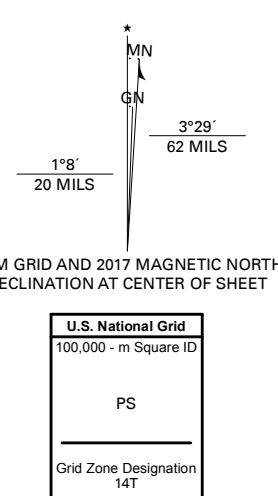 ★
MN
GN
3°29´
62 MILS
1°8´
20 MILS
M GRID AND 2017 MAGNETIC NORTH
ECLINATION AT CENTER OF SHEET
U.S. National Grid
100,000 - m Square ID
PS
Grid Zone Designation
14T